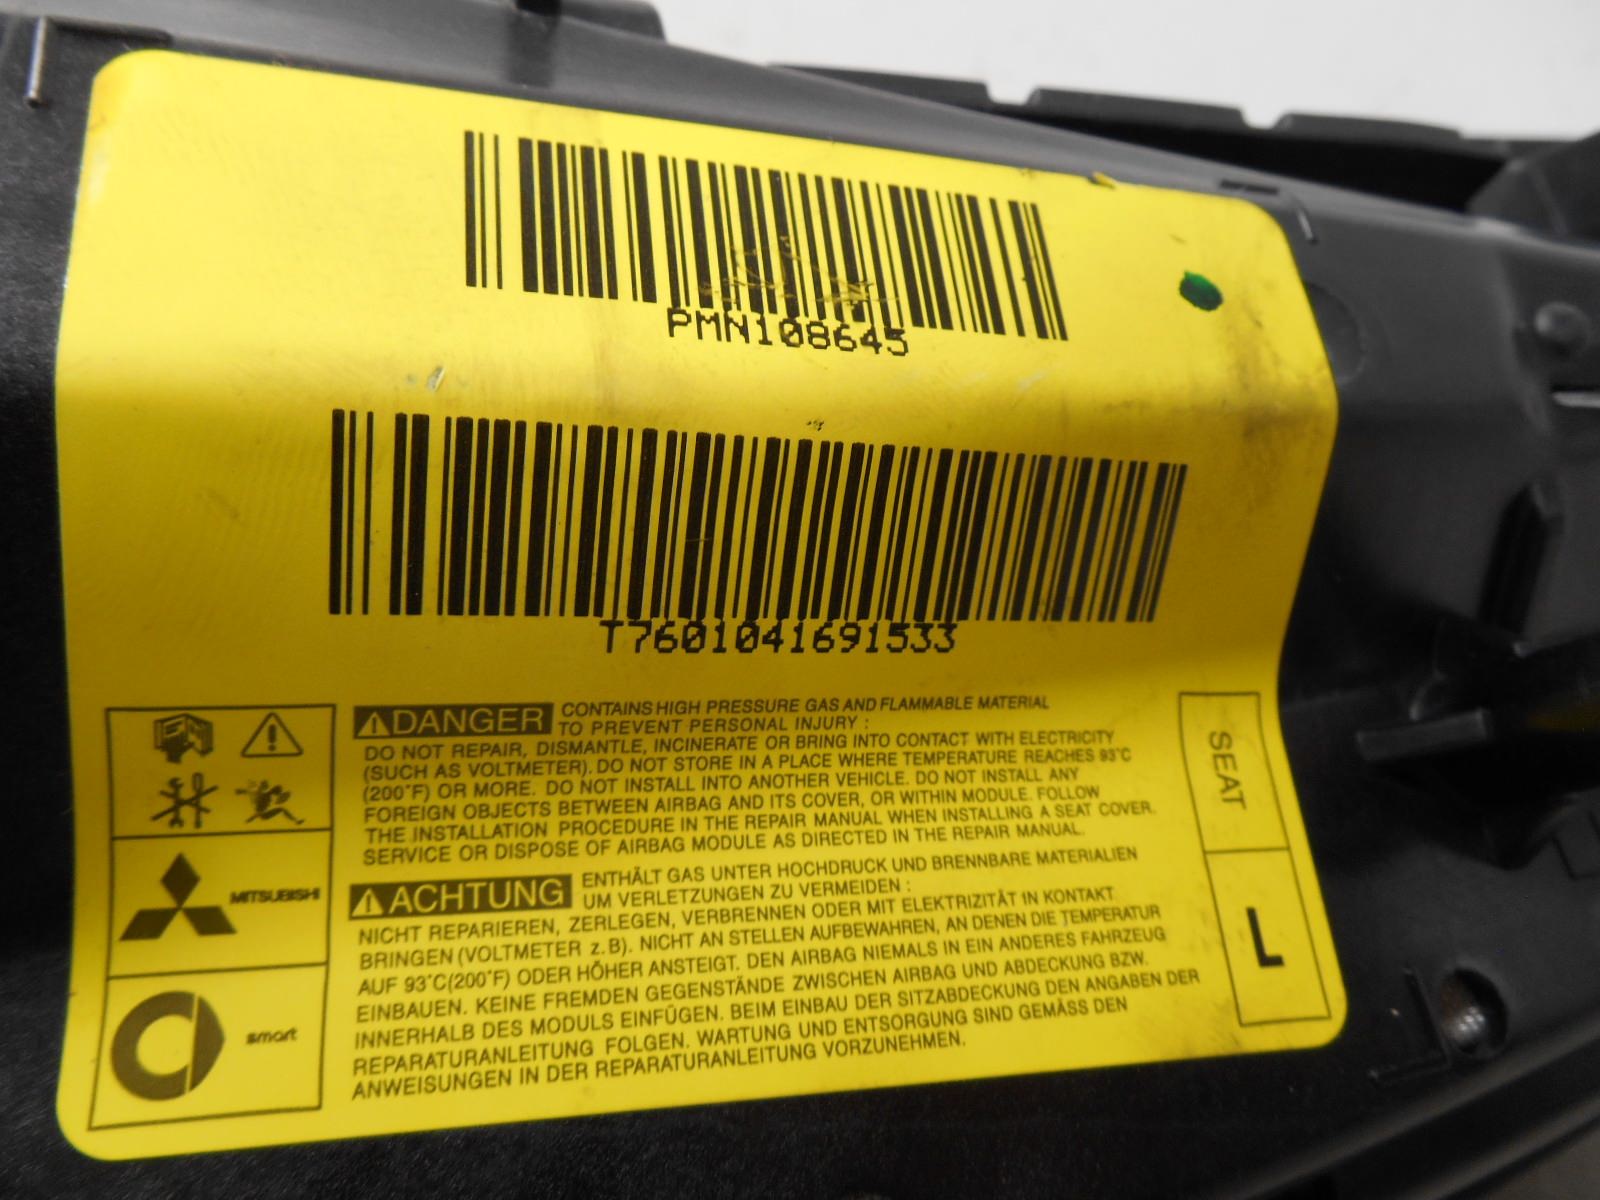 PMN108645
T7601041691533
DANGER CONTAINS HIGH PRESSURE GAS AND FLAMMABLE MATERIAL
TO PREVENT PERSONAL INJURY :
DO NOT REPAIR, DISMANTLE, INCINERATE OR BRING INTO CONTACT WITH ELECTRICITY
(SUCH AS VOLTMETER). DO NOT STORE IN A PLACE WHERE TEMPERATURE REACHES 93°C
(200°F) OR MORE. DO NOT INSTALL INTO ANOTHER VEHICLE. DO NOT INSTALL ANY
FOREIGN OBJECTS BETWEEN AIRBAG AND ITS COVER, OR WITHIN MODULE. FOLLOW
THE INSTALLATION PROCEDURE IN THE REPAIR MANUAL WHEN INSTALLING A SEAT COVER.
SERVICE OR DISPOSE OF AIRBAG MODULE AS DIRECTED IN THE REPAIR MANUAL.
ACHTUNG ENTHÄLT GAS UNTER HOCHDRUCK UND BRENNBARE MATERIALIEN
UM VERLETZUNGEN ZU VERMEIDEN :
NICHT REPARIEREN, ZERLEGEN, VERBRENNEN ODER MIT ELEKTRIZITÄT IN KONTAKT
BRINGEN (VOLTMETER z.B). NICHT AN STELLEN AUFBEWAHREN, AN DENEN DIE TEMPERATUR
AUF 93°C(200°F) ODER HÖHER ANSTEIGT. DEN AIRBAG NIEMALS IN EIN ANDERES FAHRZEUG
EINBAUEN. KEINE FREMDEN GEGENSTÄNDE ZWISCHEN AIRBAG UND ABDECKUNG BZW.
INNERHALB DES MODULS EINFÜGEN. BEIM EINBAU DER SITZABDECKUNG DEN ANGABEN DER
REPARATURANLEITUNG FOLGEN. WARTUNG UND ENTSORGUNG SIND GEMÄSS DEN
ANWEISUNGEN IN DER REPARATURANLEITUNG VORZUNEHMEN.
MITSUBISHI
smart
SEAT
L